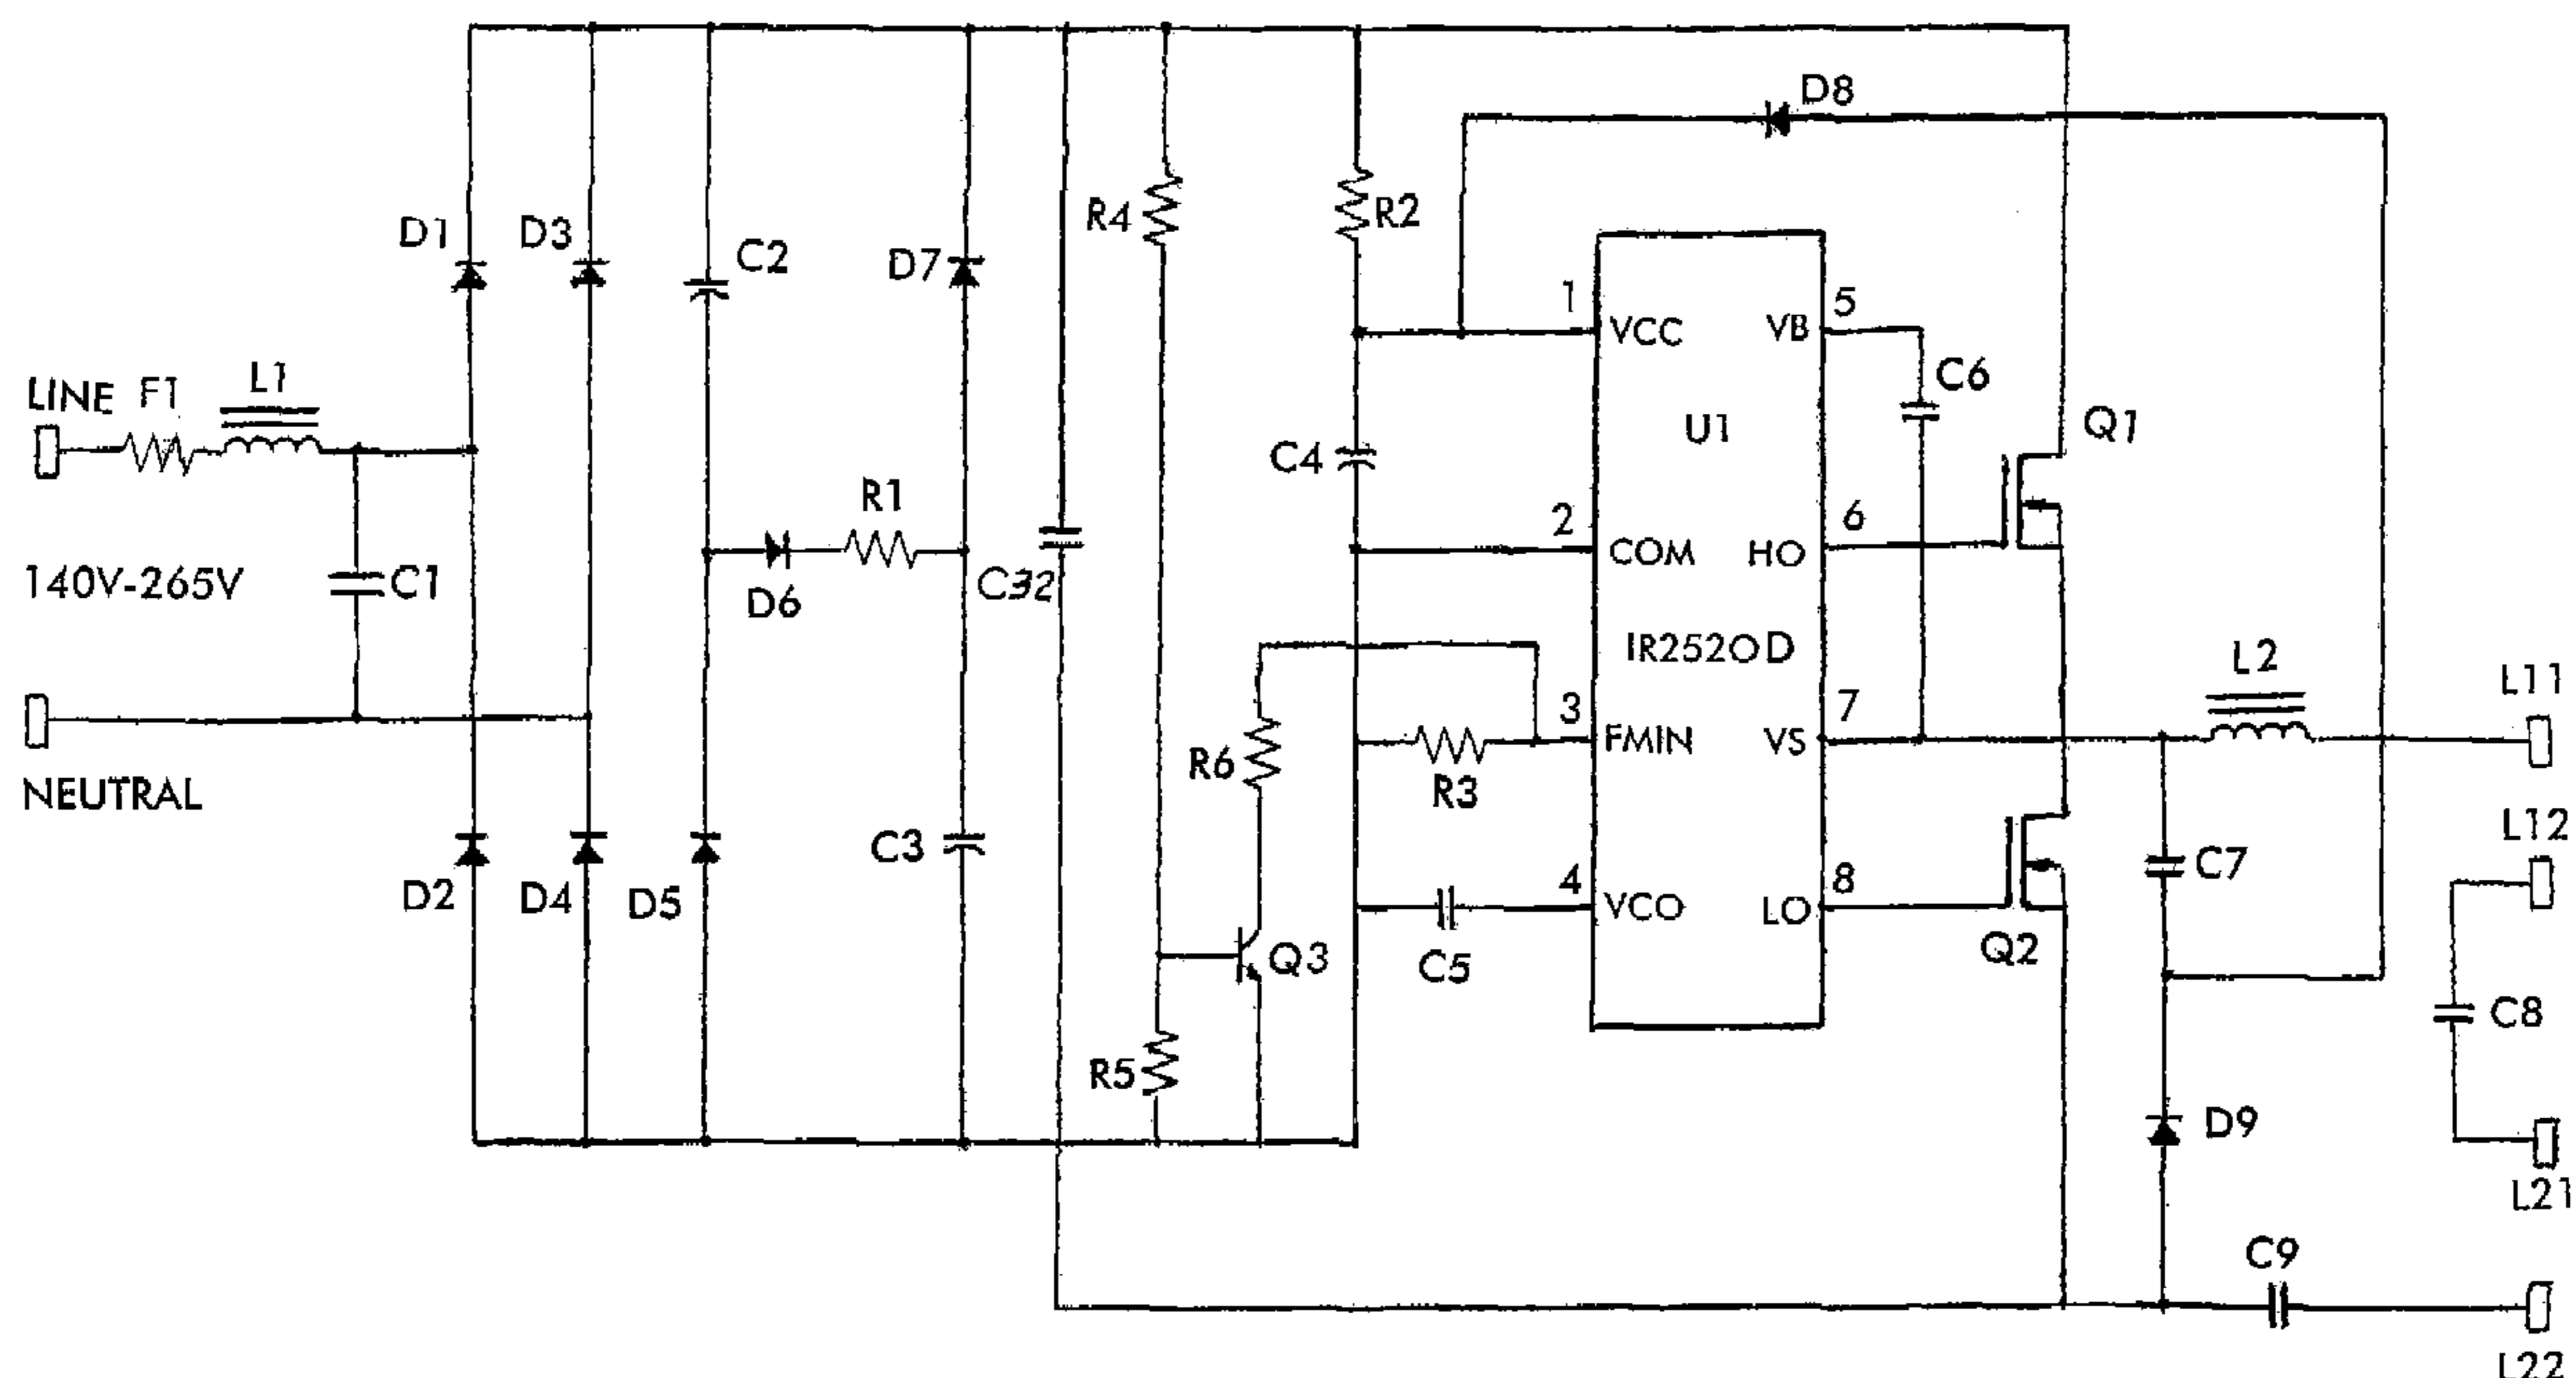 D8
D1
D3
C2
D7
R4
R2
1
VCC
VB
5
C6
LINE
F1
L1
U1
Q1
C4
R1
2
COM
HO
6
140V-265V
C1
D6
C32
IR2520D
L2
L11
R6
3
FMIN
VS
7
NEUTRAL
R3
L12
C3
C7
D2
D4
D5
4
VCO
LO
8
Q3
C5
Q2
C8
R5
D9
L21
C9
L22